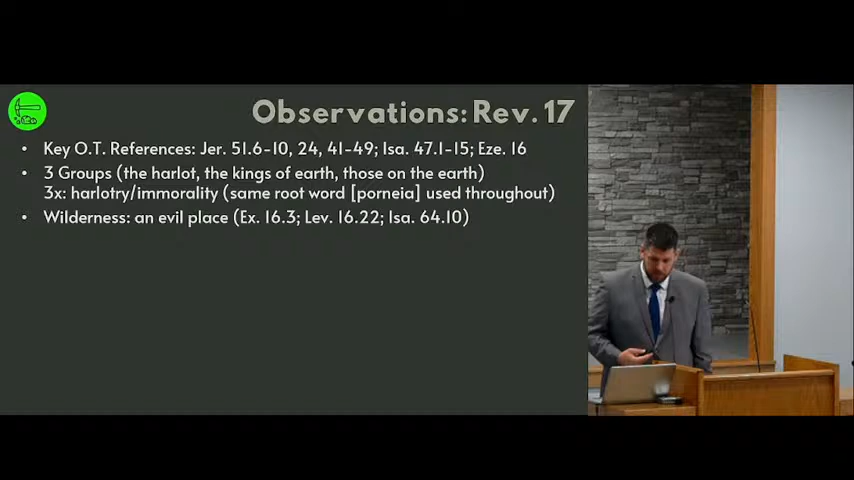 Observations: Rev. 17
• Key O.T. References: Jer. 51.6-10, 24, 41-49; Isa. 47.1-15; Eze. 16
• 3 Groups (the harlot, the kings of earth, those on the earth)
3x: harlotry/immorality (same root word [porneia] used throughout)
• Wilderness: an evil place (Ex. 16.3; Lev. 16.22; Isa. 64.10)